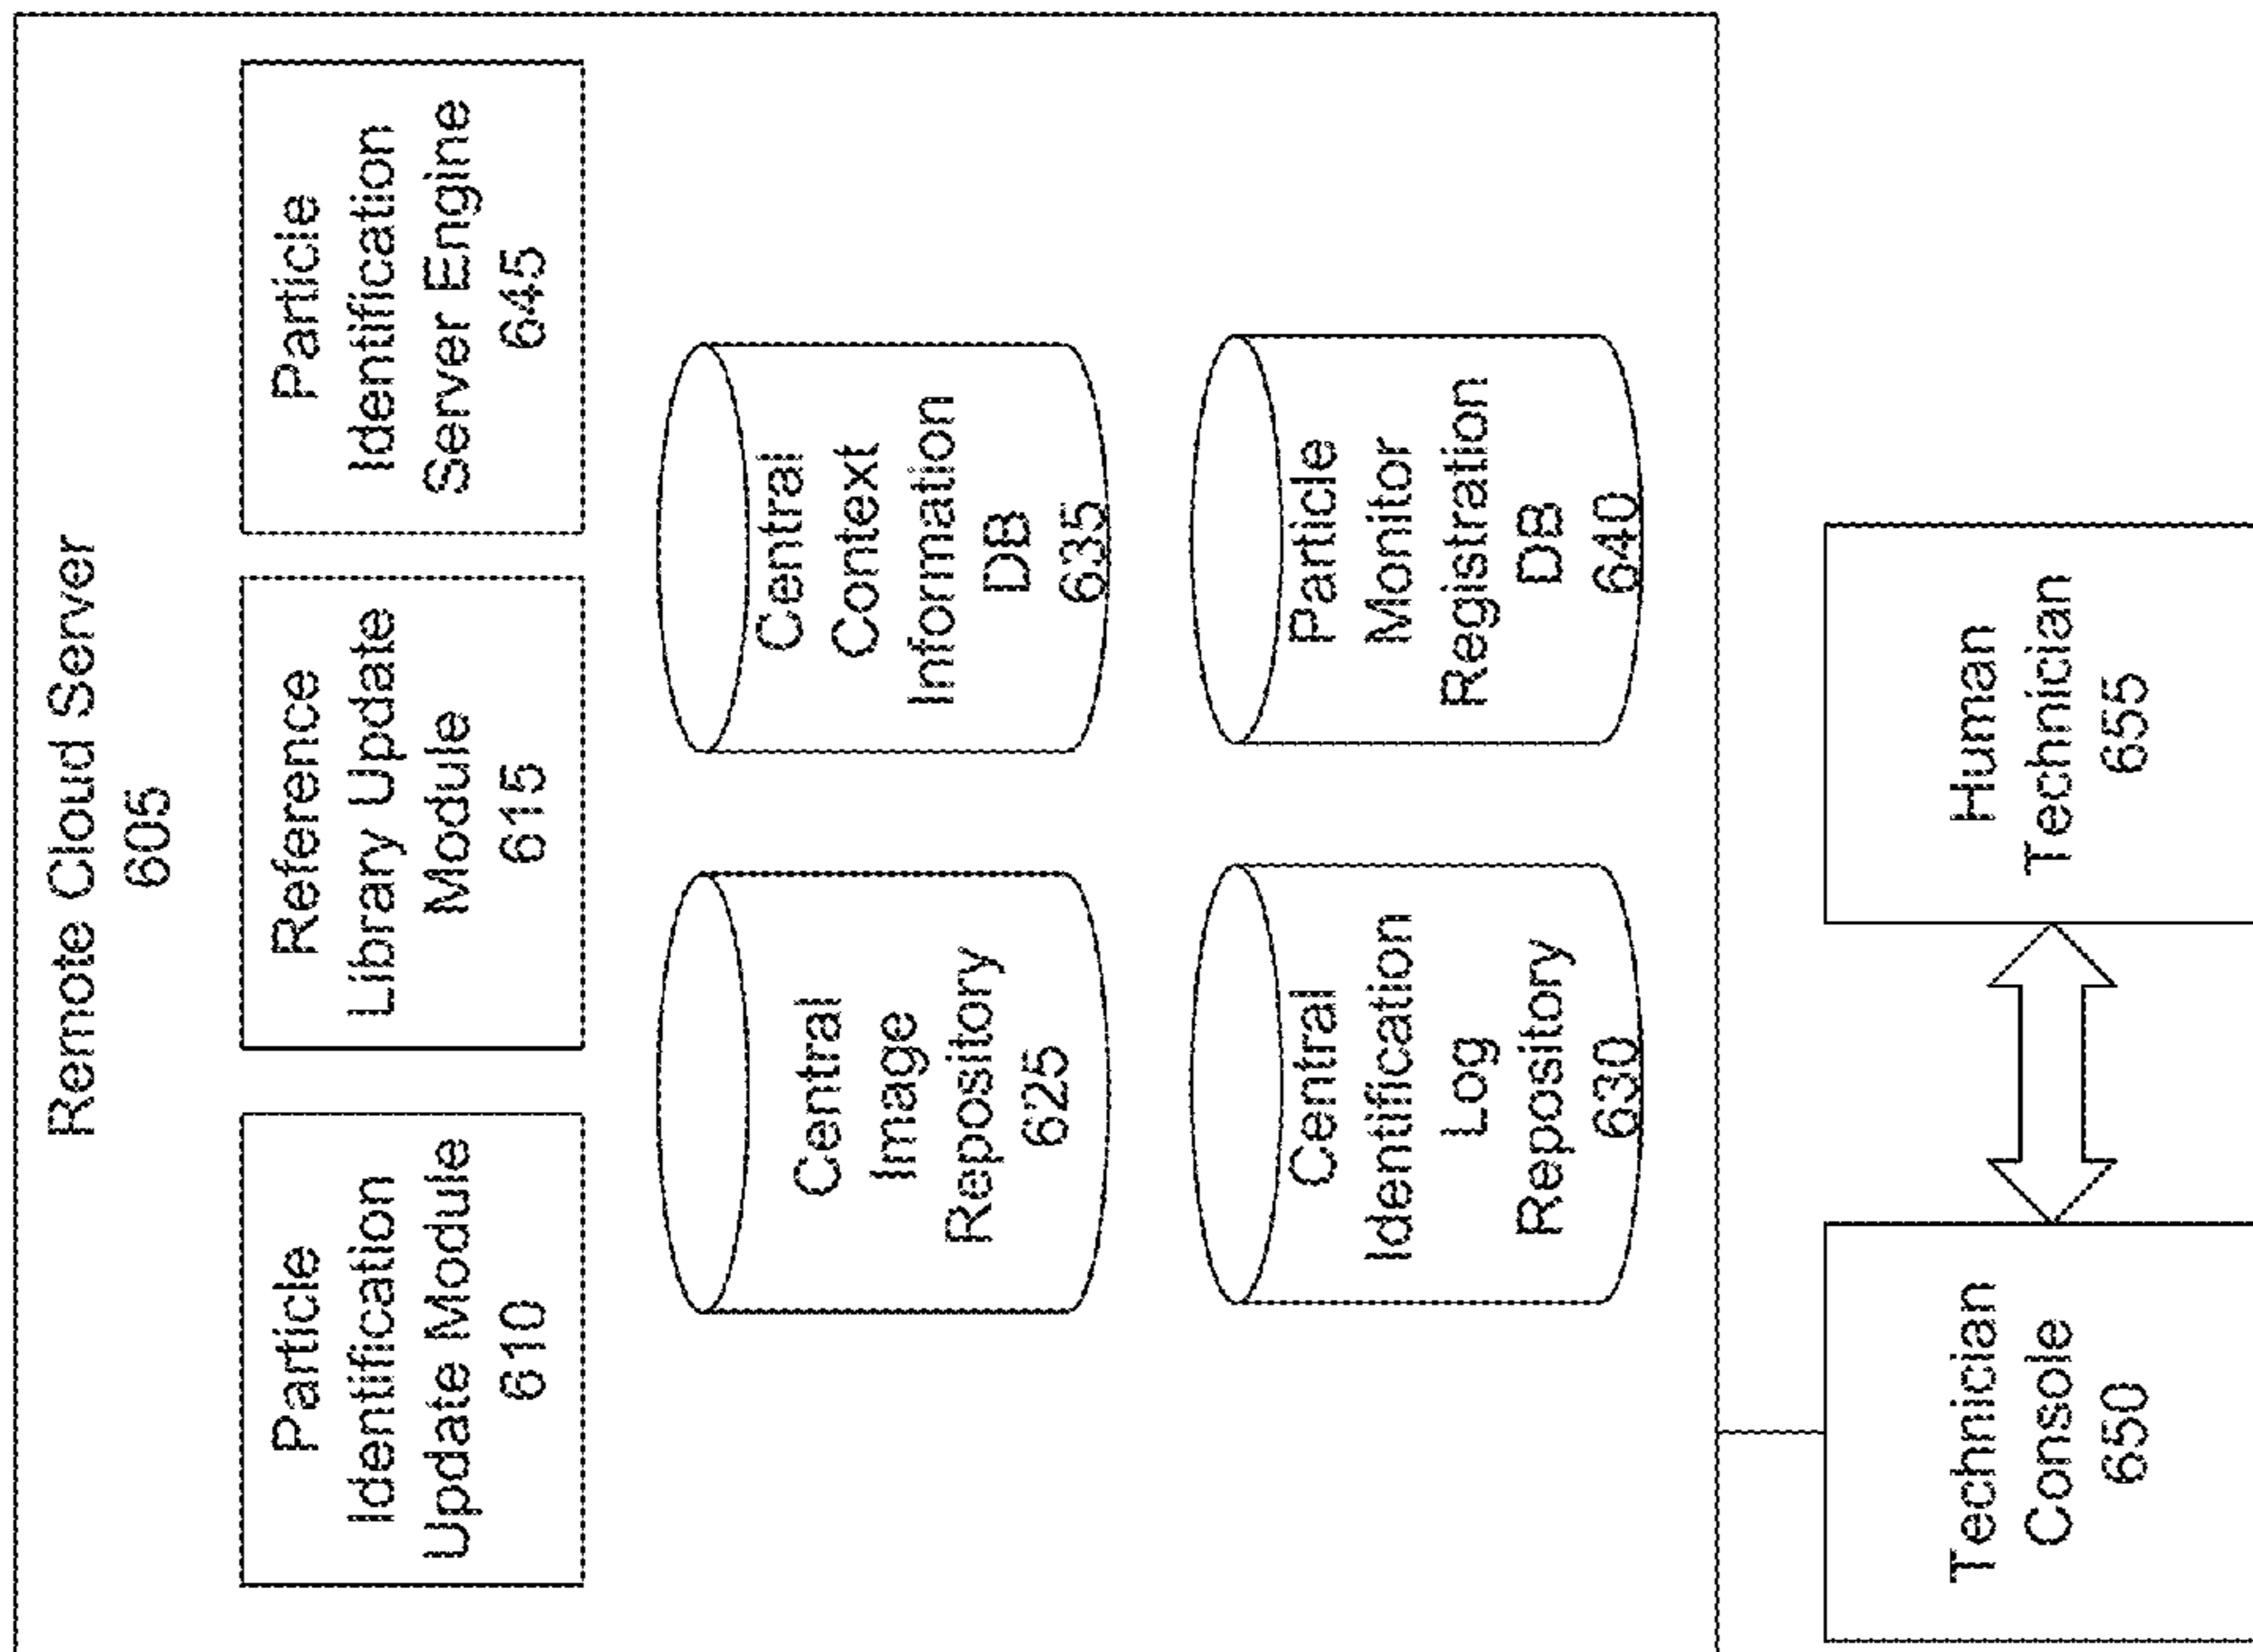 Remote Cloud Server
605
Particle
Identification
Update Module
610
Reference
Library Update
Module
615
Particle
Identification
Server Engine
645
Central
Image
Repository
625
Central
Context
Information
DB
635
Central
Identification
Log
Repository
630
Particle
Monitor
Registration
DB
640
Technician
Console
650
Human
Technician
655